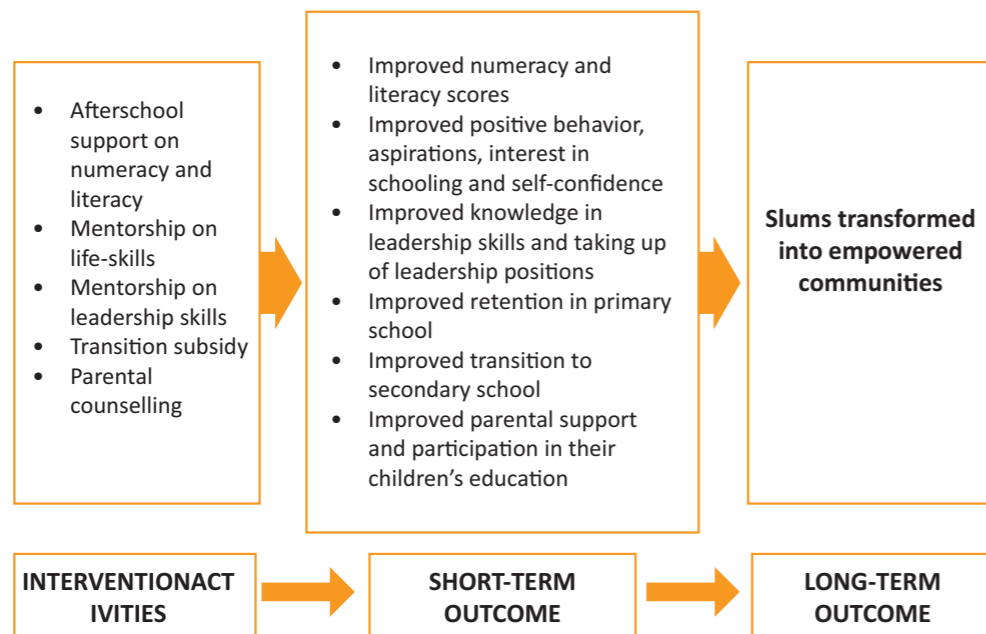 • Afterschool
support on
numeracy and
literacy
• Mentorship on
life-skills
• Mentorship on
leadership skills
• Transition subsidy
• Parental
counselling
• Improved numeracy and
literacy scores
• Improved positive behavior,
aspirations, interest in
schooling and self-confidence
• Improved knowledge in
leadership skills and taking up
of leadership positions
• Improved retention in primary
school
• Improved transition to
secondary school
• Improved parental support
and participation in their
children’s education
Slums transformed
into empowered
communities
INTERVENTIONACT
IVITIES
SHORT-TERM
OUTCOME
LONG-TERM
OUTCOME